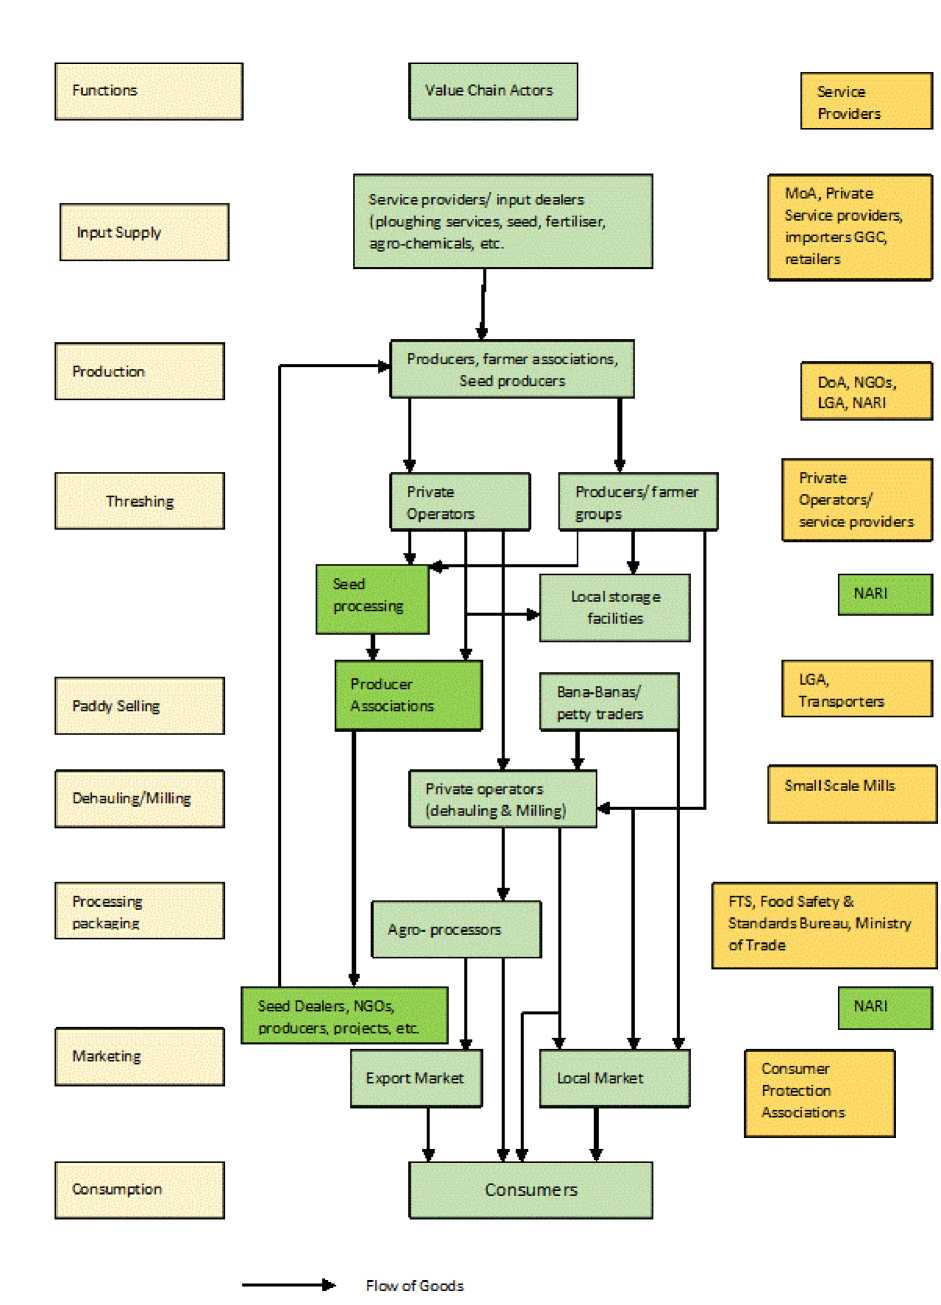 Functions
Value Chain Actors
Service
Providers
Input Supply
Service providers/ input dealers
(ploughing services, seed, fertiliser,
agro-chemicals, etc.
MoA, Private
Service providers,
importers GGC,
retailers
Production
Producers, farmer associations,
Seed producers
DoA, NGOs,
LGA, NARI
Threshing
Private
Operators
Producers/ farmer
groups
Private
Operators/
service providers
Seed
processing
Local storage
facilities
NARI
Paddy Selling
Producer
Associations
Bana-Banas/
petty traders
LGA,
Transporters
Dehauling/Milling
Private operators
(dehauling & Milling)
Small Scale Mills
Processing
packaging
Agro- processors
FTS, Food Safety &
Standards Bureau, Ministry
of Trade
Seed Dealers, NGOs,
producers, projects, etc.
NARI
Marketing
Export Market
Local Market
Consumer
Protection
Associations
Consumption
Consumers
Flow of Goods